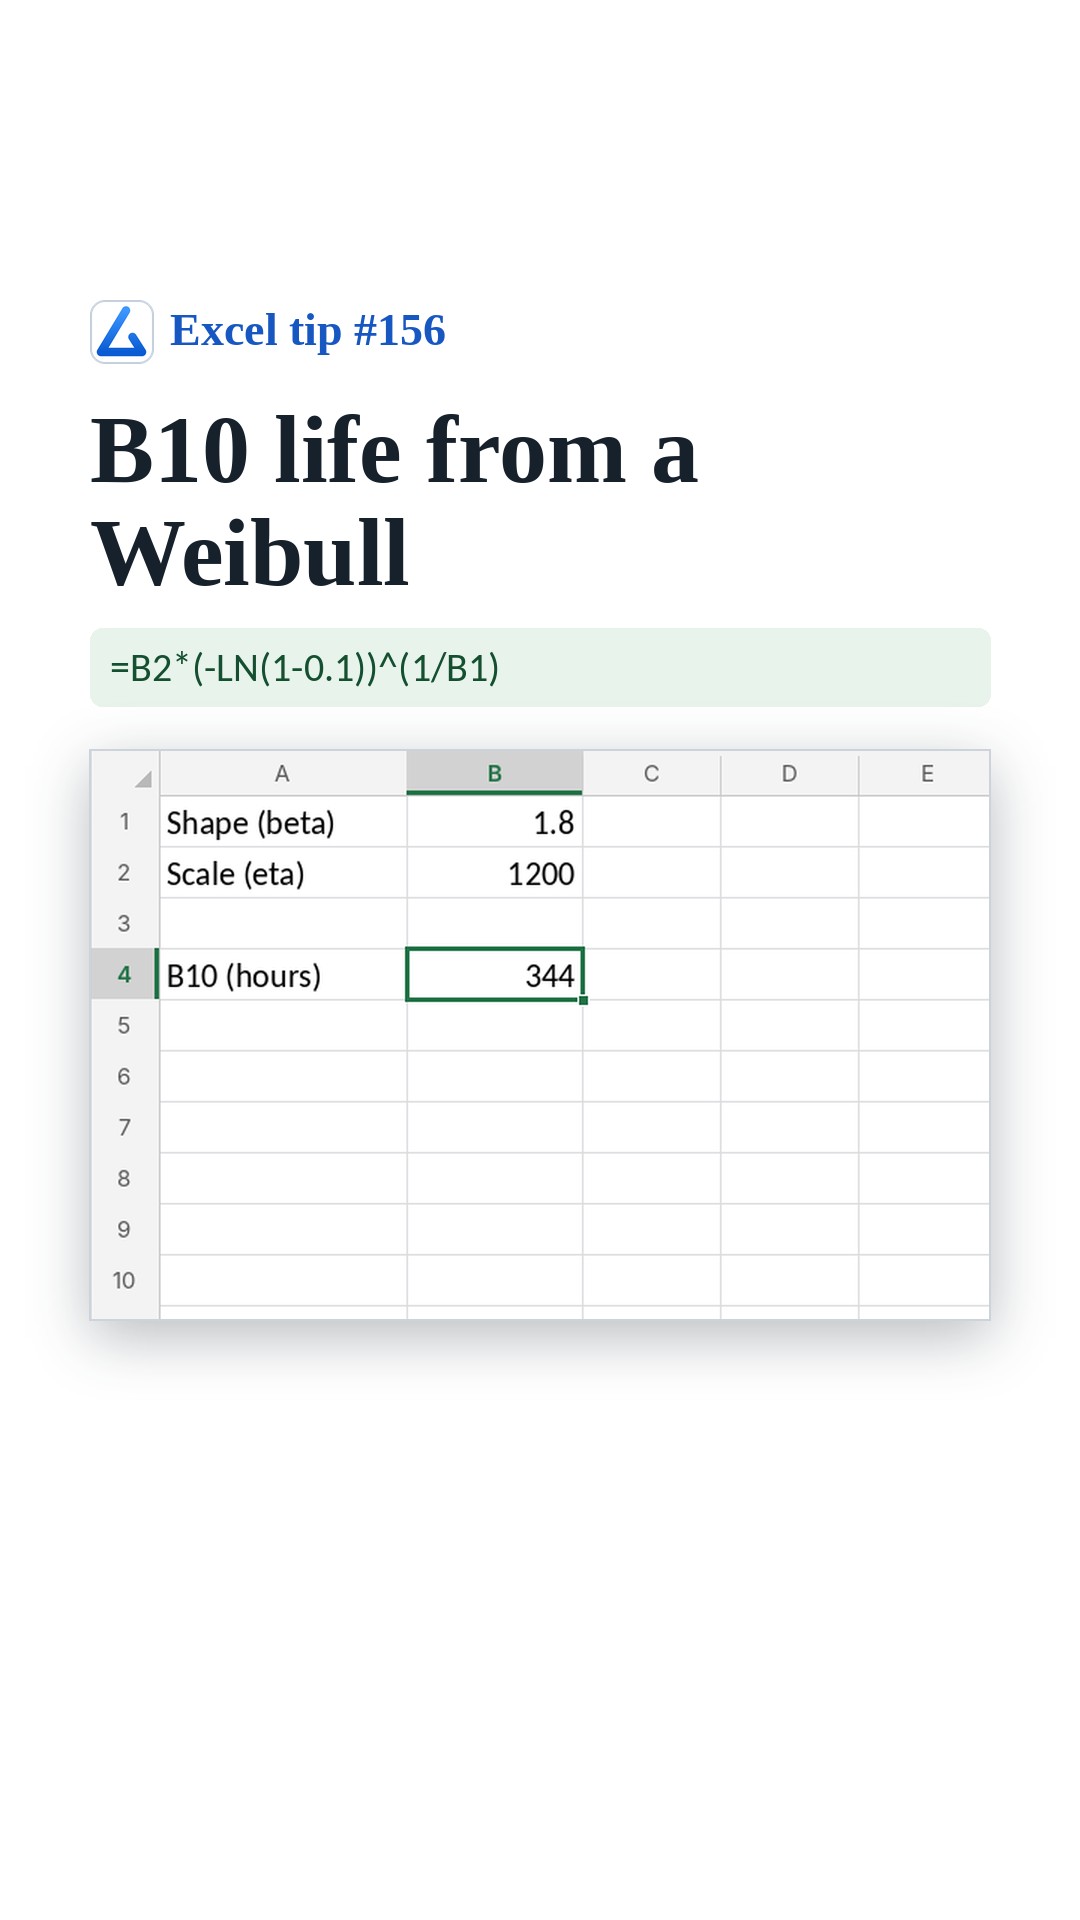 Excel tip #156
B10 life from a
Weibull
=B2*(-LN(1-0.1))^(1/B1)
A B C D E
1 Shape (beta) 1.8
2 Scale (eta) 1200
3
4 B10 (hours) 344
5
6
7
8
9
10